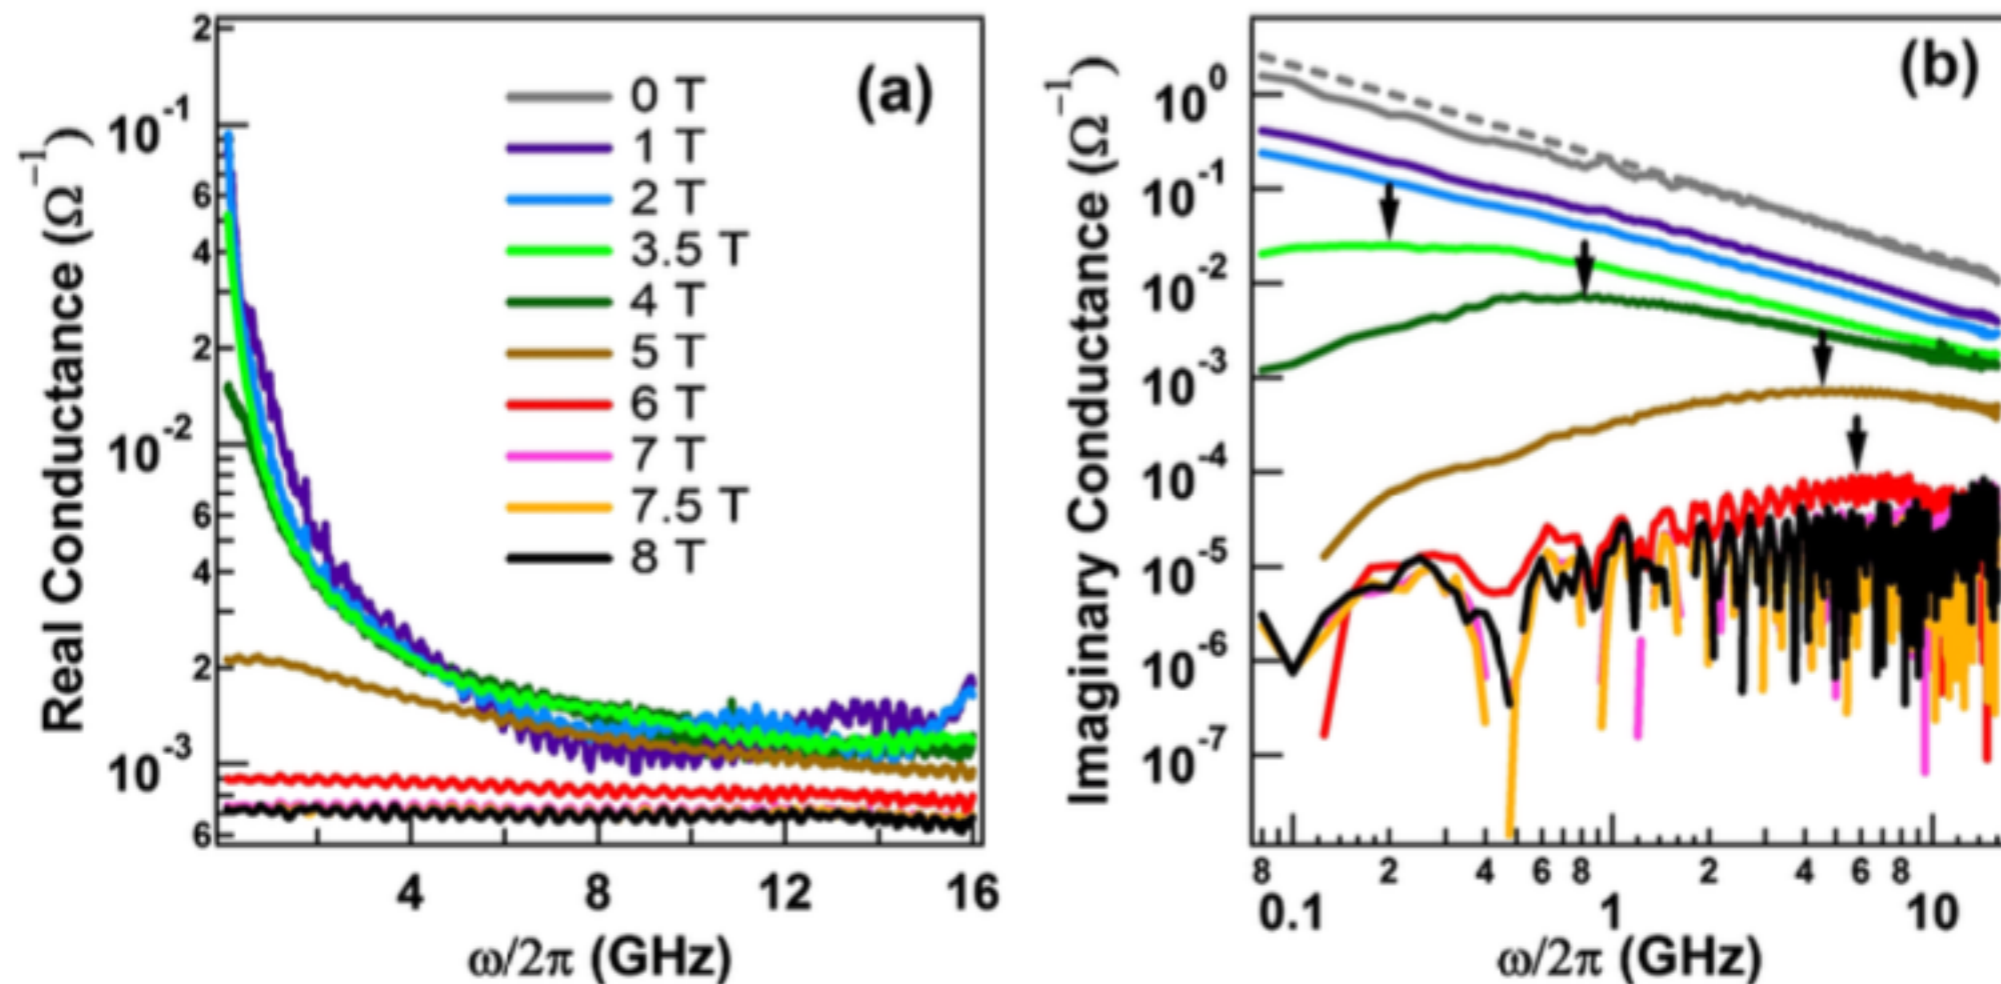 (a)
Real Conductance (Ω⁻¹)
2
10⁻¹
6
4
2
10⁻²
6
4
2
10⁻³
6
0 T
1 T
2 T
3.5 T
4 T
5 T
6 T
7 T
7.5 T
8 T
4 8 12 16
ω/2π (GHz)
(b)
Imaginary Conductance (Ω⁻¹)
10⁰
10⁻¹
10⁻²
10⁻³
10⁻⁴
10⁻⁵
10⁻⁶
10⁻⁷
8 2 4 6 8 2 4 6 8
0.1 1 10
ω/2π (GHz)